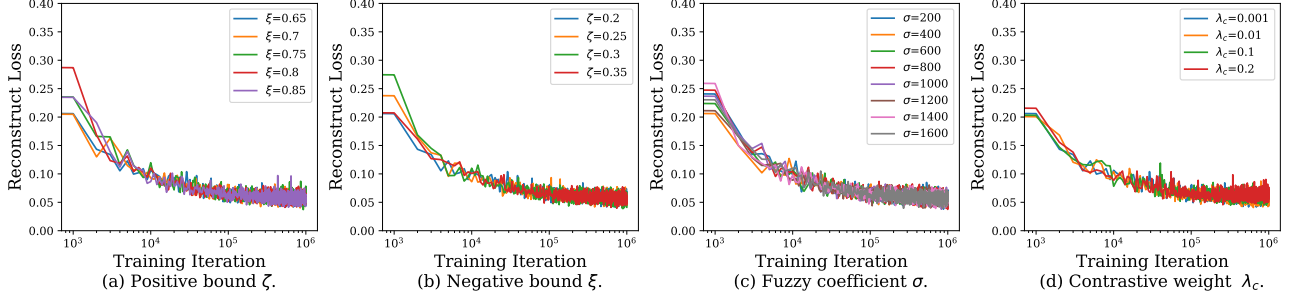 0.40
0.35
0.30
0.25
0.20
0.15
0.10
0.05
0.00
Reconstruct Loss
ξ=0.65
ξ=0.7
ξ=0.75
ξ=0.8
ξ=0.85
10³ 10⁴ 10⁵ 10⁶
Training Iteration
(a) Positive bound ζ.
0.40
0.35
0.30
0.25
0.20
0.15
0.10
0.05
0.00
Reconstruct Loss
ζ=0.2
ζ=0.25
ζ=0.3
ζ=0.35
10³ 10⁴ 10⁵ 10⁶
Training Iteration
(b) Negative bound ξ.
0.40
0.35
0.30
0.25
0.20
0.15
0.10
0.05
0.00
Reconstruct Loss
σ=200
σ=400
σ=600
σ=800
σ=1000
σ=1200
σ=1400
σ=1600
10³ 10⁴ 10⁵ 10⁶
Training Iteration
(c) Fuzzy coefficient σ.
0.40
0.35
0.30
0.25
0.20
0.15
0.10
0.05
0.00
Reconstruct Loss
λc=0.001
λc=0.01
λc=0.1
λc=0.2
10³ 10⁴ 10⁵ 10⁶
Training Iteration
(d) Contrastive weight λc.